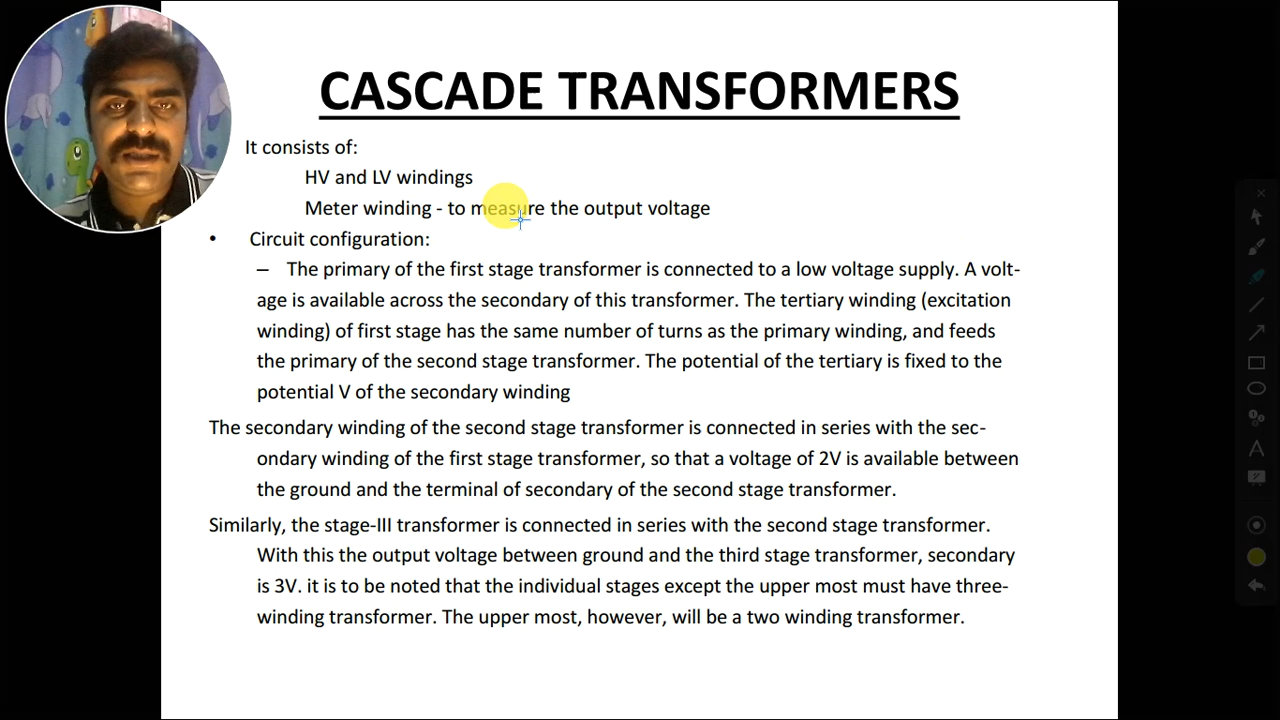 CASCADE TRANSFORMERS
It consists of:
HV and LV windings
Meter winding - to measure the output voltage
• Circuit configuration:
– The primary of the first stage transformer is connected to a low voltage supply. A volt-
age is available across the secondary of this transformer. The tertiary winding (excitation
winding) of first stage has the same number of turns as the primary winding, and feeds
the primary of the second stage transformer. The potential of the tertiary is fixed to the
potential V of the secondary winding
The secondary winding of the second stage transformer is connected in series with the sec-
ondary winding of the first stage transformer, so that a voltage of 2V is available between
the ground and the terminal of secondary of the second stage transformer.
Similarly, the stage-III transformer is connected in series with the second stage transformer.
With this the output voltage between ground and the third stage transformer, secondary
is 3V. it is to be noted that the individual stages except the upper most must have three-
winding transformer. The upper most, however, will be a two winding transformer.